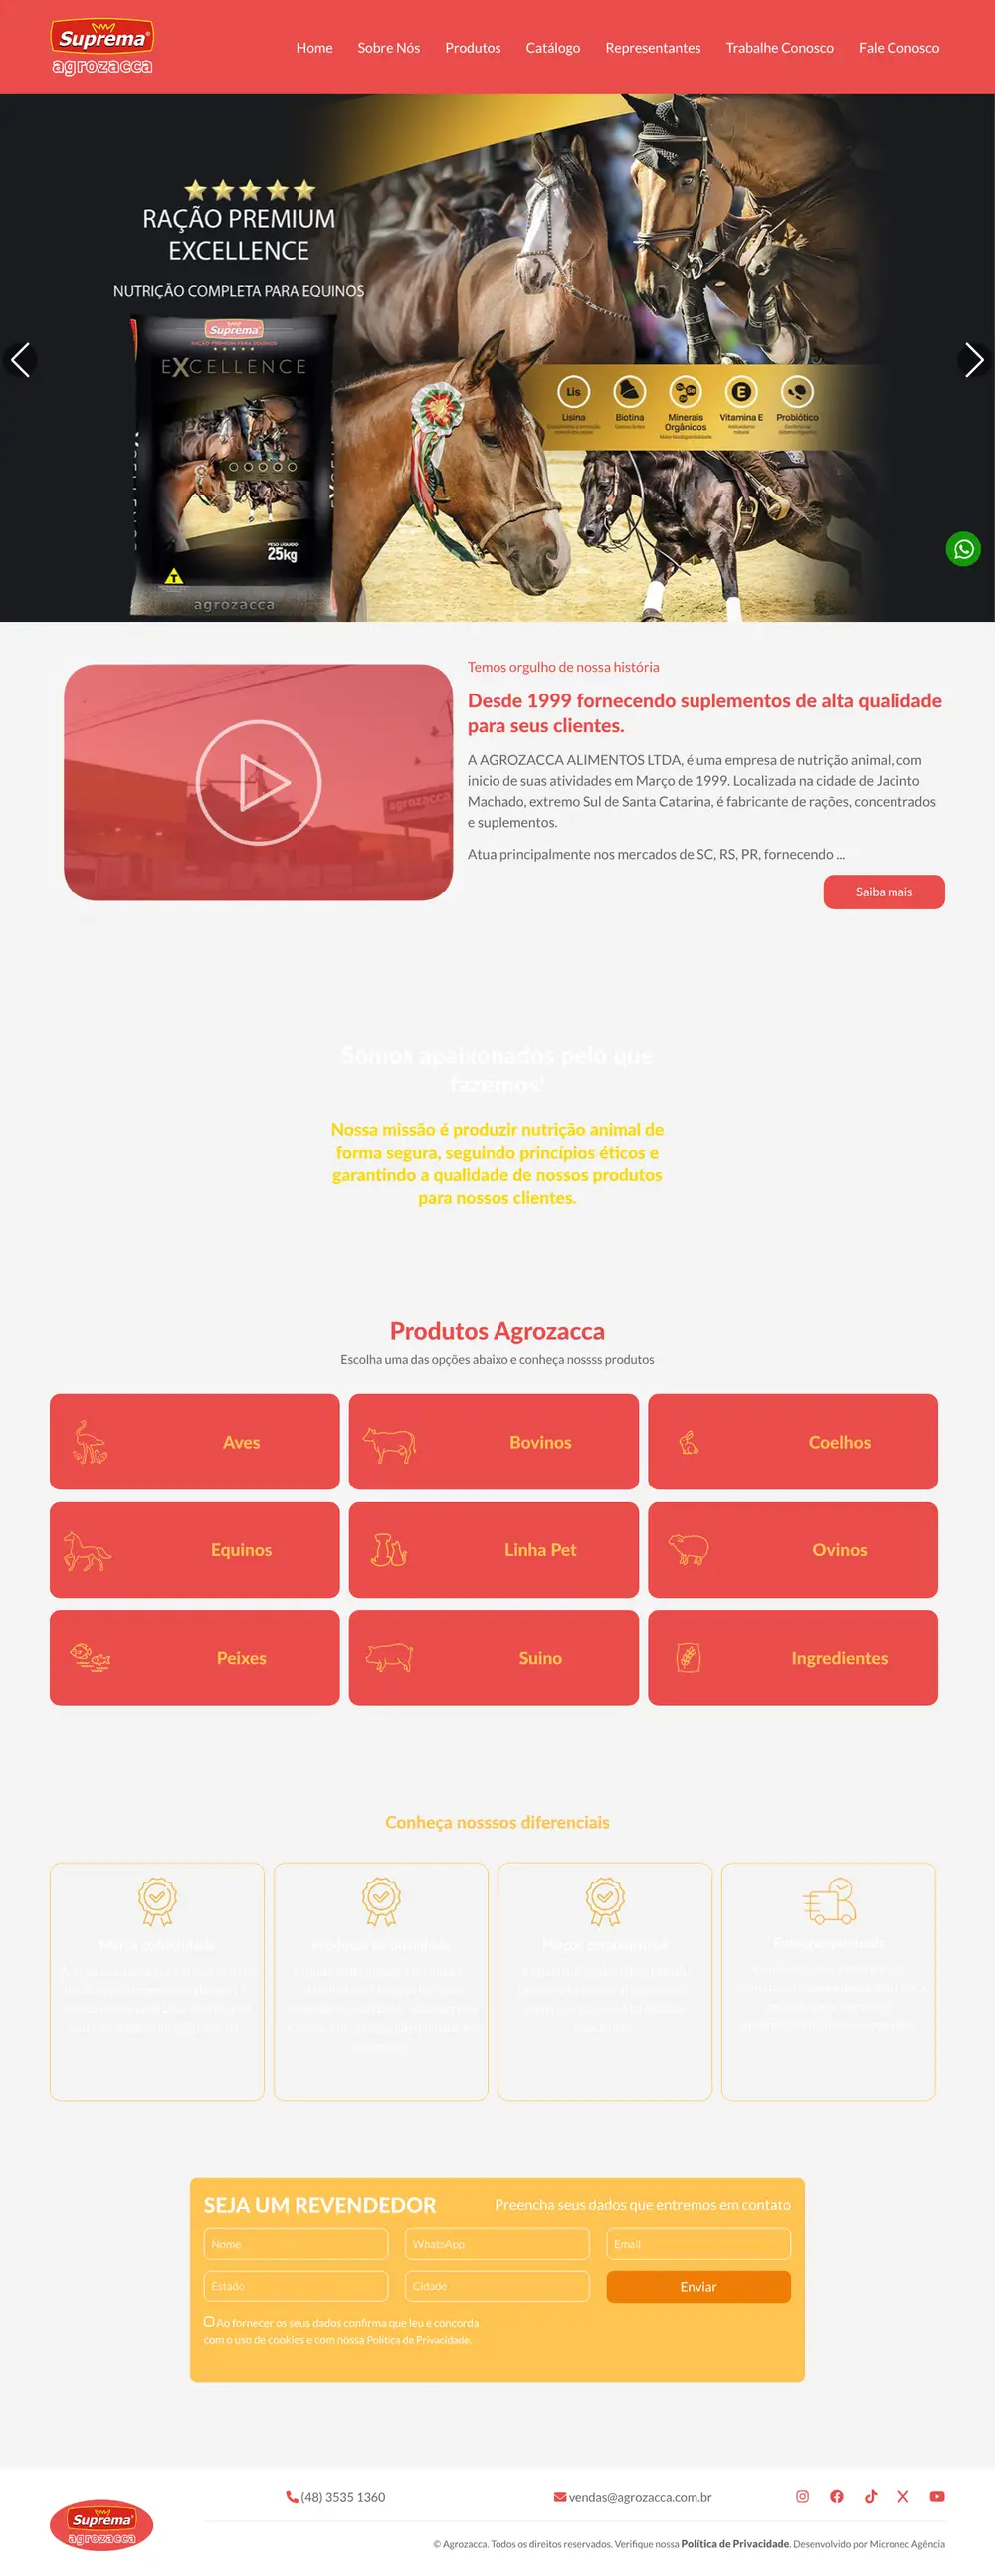 Suprema
agrozacca
Home Sobre Nós Produtos Catálogo Representantes Trabalhe Conosco Fale Conosco
RAÇÃO PREMIUM
EXCELLENCE
NUTRIÇÃO COMPLETA PARA EQUINOS
Suprema
RAÇÃO PREMIUM PARA EQUINOS
EXCELLENCE
PESO LÍQUIDO
25kg
T
agrozacca
Lis
E
Lisina
Biotina
Minerais
Orgânicos
Vitamina E
Probiótico
agrozacca
Temos orgulho de nossa história
Desde 1999 fornecendo suplementos de alta qualidade
para seus clientes.
A AGROZACCA ALIMENTOS LTDA, é uma empresa de nutrição animal, com
inicio de suas atividades em Março de 1999. Localizada na cidade de Jacinto
Machado, extremo Sul de Santa Catarina, é fabricante de rações, concentrados
e suplementos.
Atua principalmente nos mercados de SC, RS, PR, fornecendo ...
Saiba mais
Somos apaixonados pelo que
fazemos!
Nossa missão é produzir nutrição animal de
forma segura, seguindo princípios éticos e
garantindo a qualidade de nossos produtos
para nossos clientes.
Produtos Agrozacca
Escolha uma das opções abaixo e conheça nossss produtos
Aves
Bovinos
Coelhos
Equinos
Linha Pet
Ovinos
Peixes
Suino
Ingredientes
Conheça nosssos diferenciais
SEJA UM REVENDEDOR
Preencha seus dados que entremos em contato
Nome
WhatsApp
Email
Estado
Cidade
Enviar
Ao fornecer os seus dados confirma que leu e concorda
com o uso de cookies e com nossa Política de Privacidade.
Suprema
agrozacca
(48) 3535 1360
vendas@agrozacca.com.br
© Agrozacca. Todos os direitos reservados. Verifique nossa Política de Privacidade. Desenvolvido por Micronec Agência